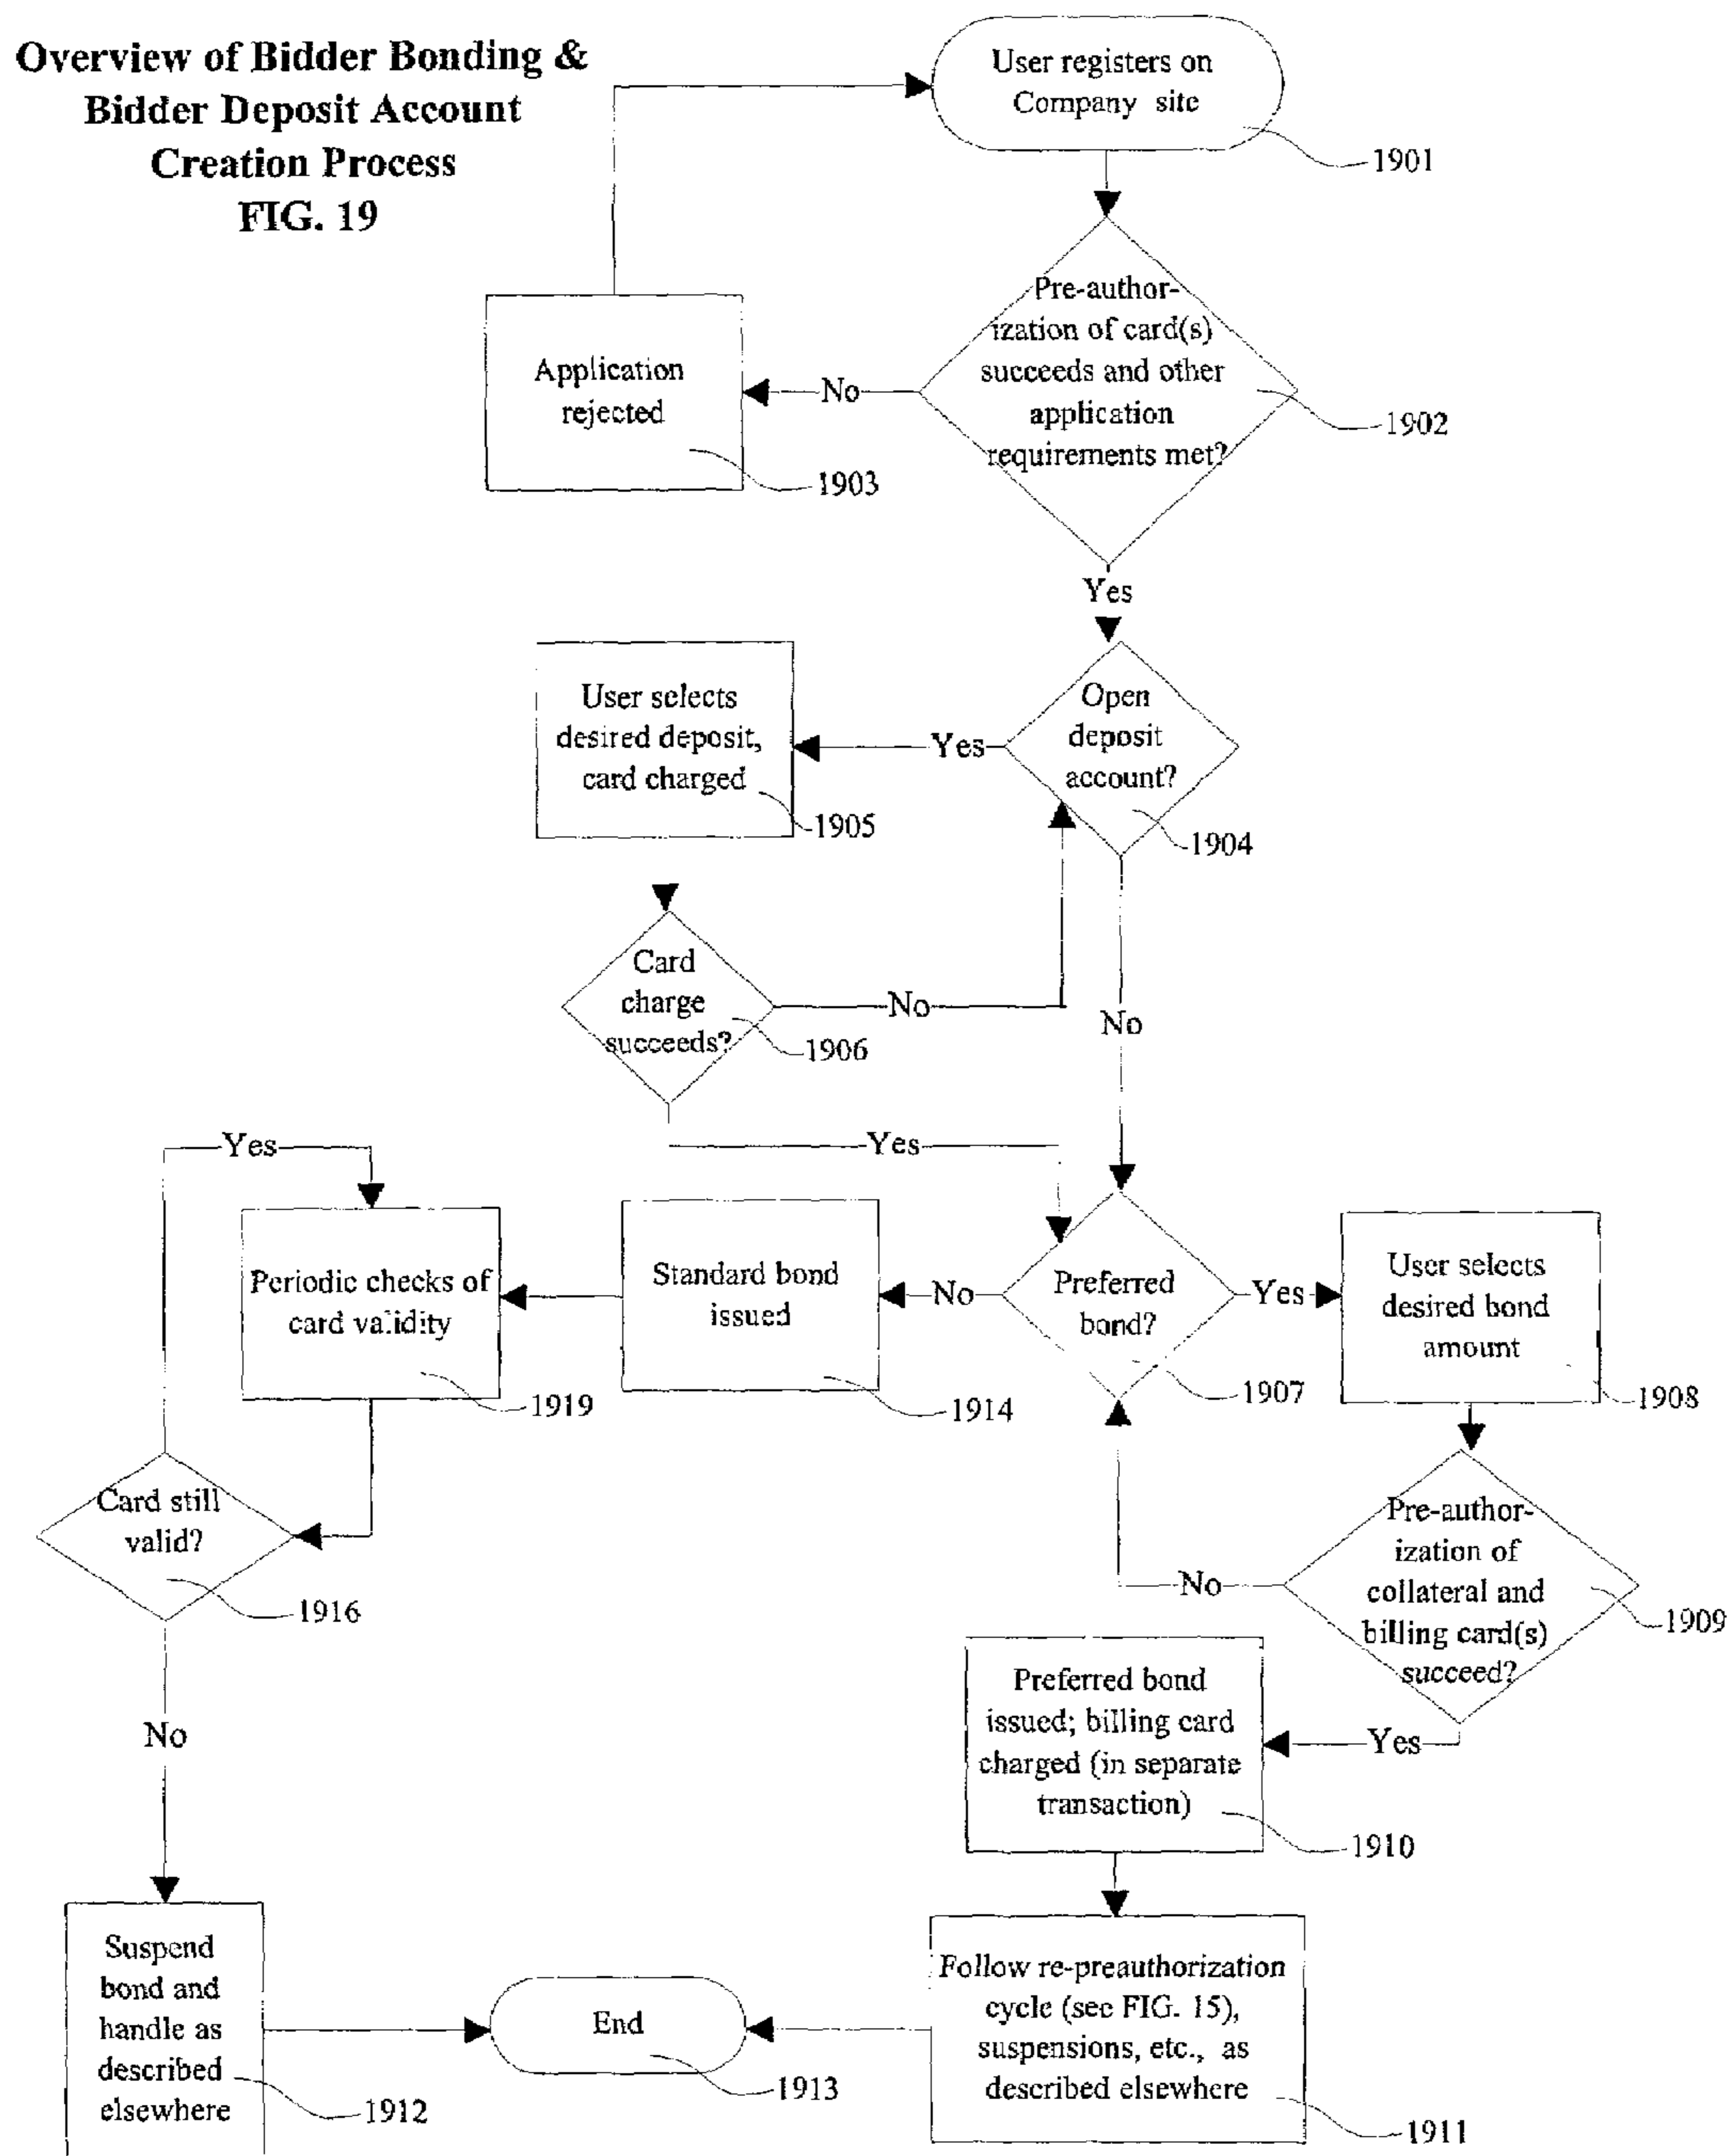 Overview of Bidder Bonding &
Bidder Deposit Account
Creation Process
FIG. 19
User registers on
Company site
1901
Pre-author-
ization of card(s)
succeeds and other
application
requirements met?
1902
No
Application
rejected
1903
Yes
Open
deposit
account?
1904
Yes
User selects
desired deposit,
card charged
1905
Card
charge
succeeds?
1906
No
No
Yes
Yes
Periodic checks of
card validity
1919
Standard bond
issued
1914
No
Preferred
bond?
1907
Yes
User selects
desired bond
amount
1908
Card still
valid?
1916
Pre-author-
ization of
collateral and
billing card(s)
succeed?
1909
No
Yes
Preferred bond
issued; billing card
charged (in separate
transaction)
1910
No
Suspend
bond and
handle as
described
elsewhere
1912
End
1913
Follow re-preauthorization
cycle (see FIG. 15),
suspensions, etc., as
described elsewhere
1911